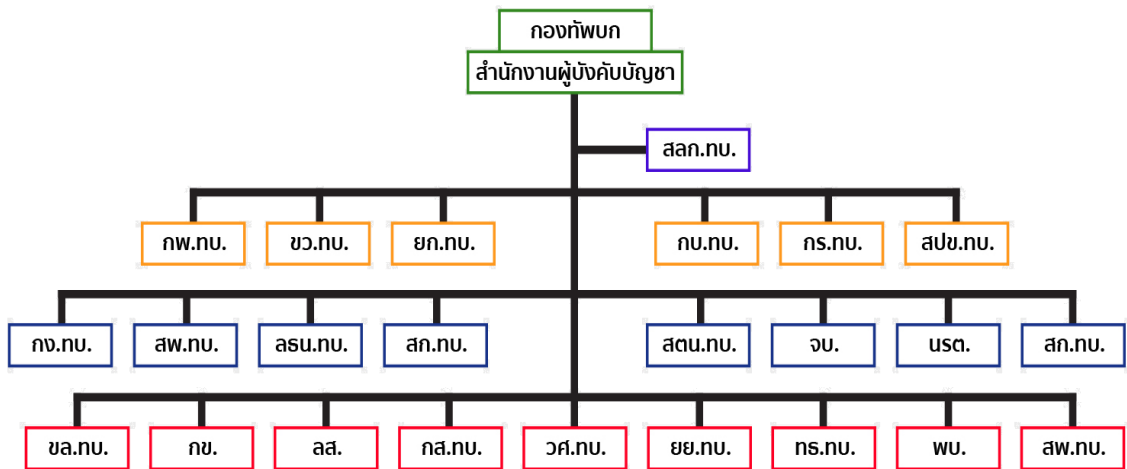 กองทัพบก
สำนักงานผู้บังคับบัญชา
สลก.ทบ.
กพ.ทบ. ขว.ทบ. ยก.ทบ. กบ.ทบ. กร.ทบ. สปช.ทบ.
กง.ทบ. สพ.ทบ. ลธน.ทบ. สก.ทบ. สตน.ทบ. จบ. นรต. สก.ทบ.
ขล.ทบ. กข. ลส. กส.ทบ. วศ.ทบ. ยย.ทบ. ทธ.ทบ. พบ. สพ.ทบ.